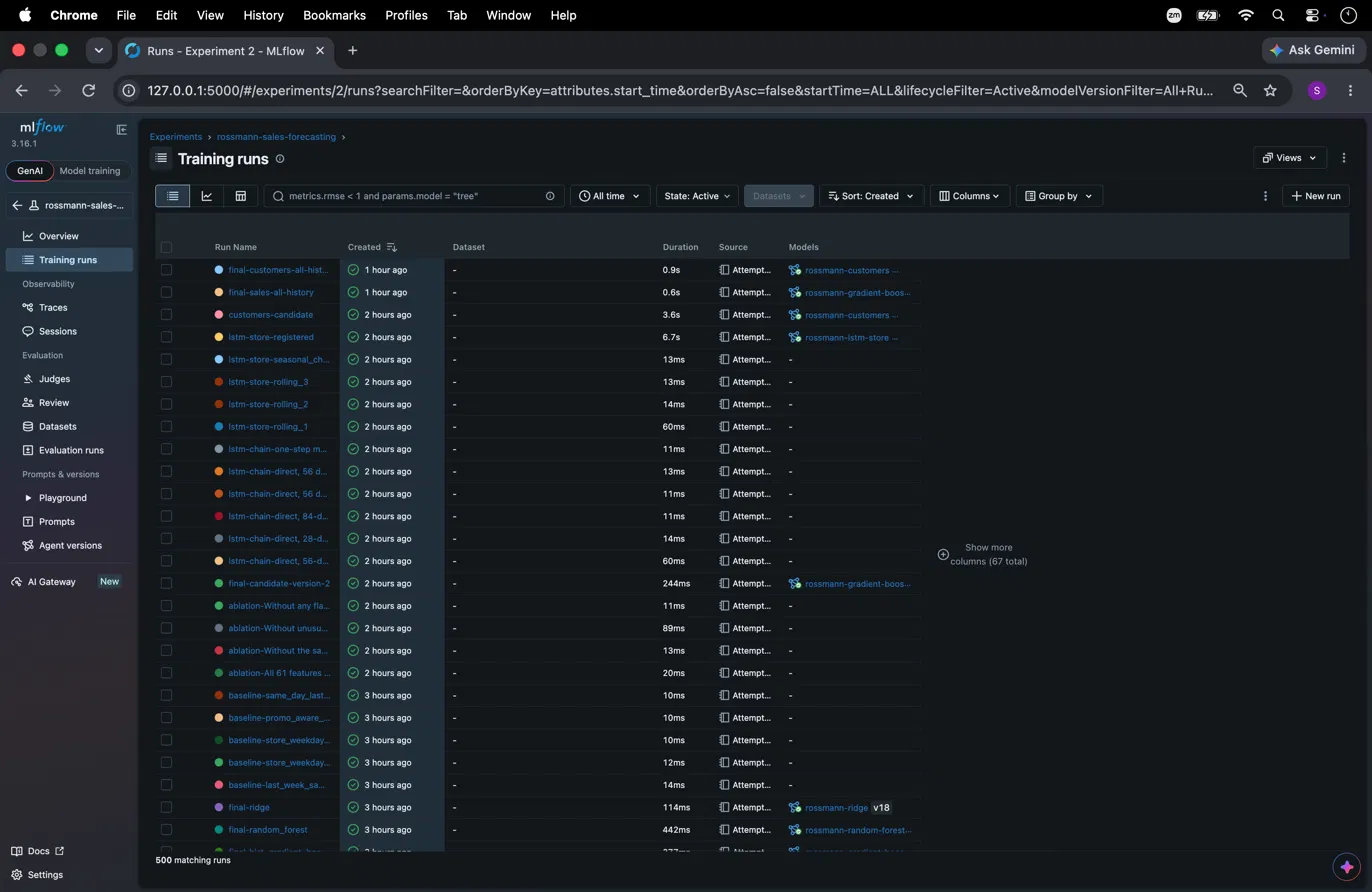 Chrome File Edit View History Bookmarks Profiles Tab Window Help zm
Runs - Experiment 2 - MLflow
Ask Gemini
127.0.0.1:5000/#/experiments/2/runs?searchFilter=&orderByKey=attributes.start_time&orderByAsc=false&startTime=ALL&lifecycleFilter=Active&modelVersionFilter=All+Ru... S
mlflow
3.16.1
GenAI Model training
rossmann-sales-...
Overview
Training runs
Observability
Traces
Sessions
Evaluation
Judges
Review
Datasets
Evaluation runs
Prompts & versions
Playground
Prompts
Agent versions
AI Gateway New
Docs
Settings
Experiments › rossmann-sales-forecasting ›
Training runs
Views
metrics.rmse < 1 and params.model = "tree" All time State: Active Datasets Sort: Created Columns Group by New run
Run Name Created Dataset Duration Source Models
final-customers-all-hist... 1 hour ago - 0.9s Attempt... rossmann-customers ...
final-sales-all-history 1 hour ago - 0.6s Attempt... rossmann-gradient-boos...
customers-candidate 2 hours ago - 3.6s Attempt... rossmann-customers ...
lstm-store-registered 2 hours ago - 6.7s Attempt... rossmann-lstm-store ...
lstm-store-seasonal_ch... 2 hours ago - 13ms Attempt... -
lstm-store-rolling_3 2 hours ago - 13ms Attempt... -
lstm-store-rolling_2 2 hours ago - 14ms Attempt... -
lstm-store-rolling_1 2 hours ago - 60ms Attempt... -
lstm-chain-one-step m... 2 hours ago - 11ms Attempt... -
lstm-chain-direct, 56 d... 2 hours ago - 13ms Attempt... -
lstm-chain-direct, 56 d... 2 hours ago - 11ms Attempt... -
lstm-chain-direct, 84-d... 2 hours ago - 11ms Attempt... -
lstm-chain-direct, 28-d... 2 hours ago - 14ms Attempt... -
lstm-chain-direct, 56-d... 2 hours ago - 60ms Attempt... -
final-candidate-version-2 2 hours ago - 244ms Attempt... rossmann-gradient-boos...
ablation-Without any fla... 2 hours ago - 11ms Attempt... -
ablation-Without unusu... 2 hours ago - 89ms Attempt... -
ablation-Without the sa... 2 hours ago - 13ms Attempt... -
ablation-All 61 features ... 2 hours ago - 20ms Attempt... -
baseline-same_day_last... 3 hours ago - 10ms Attempt... -
baseline-promo_aware_... 3 hours ago - 10ms Attempt... -
baseline-store_weekday... 3 hours ago - 10ms Attempt... -
baseline-store_weekday... 3 hours ago - 12ms Attempt... -
baseline-last_week_sa... 3 hours ago - 14ms Attempt... -
final-ridge 3 hours ago - 114ms Attempt... rossmann-ridge v18
final-random_forest 3 hours ago - 442ms Attempt... rossmann-random-forest...
Show more
columns (67 total)
500 matching runs